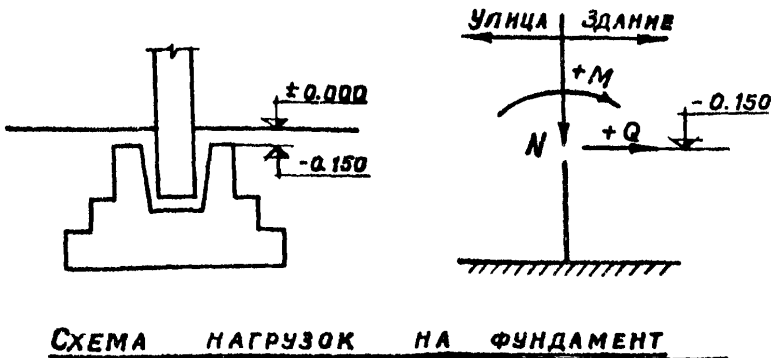 УЛИЦА ЗДАНИЕ
+M
±0.000
-0.150
+Q
N
-0.150
СХЕМА НАГРУЗОК НА ФУНДАМЕНТ